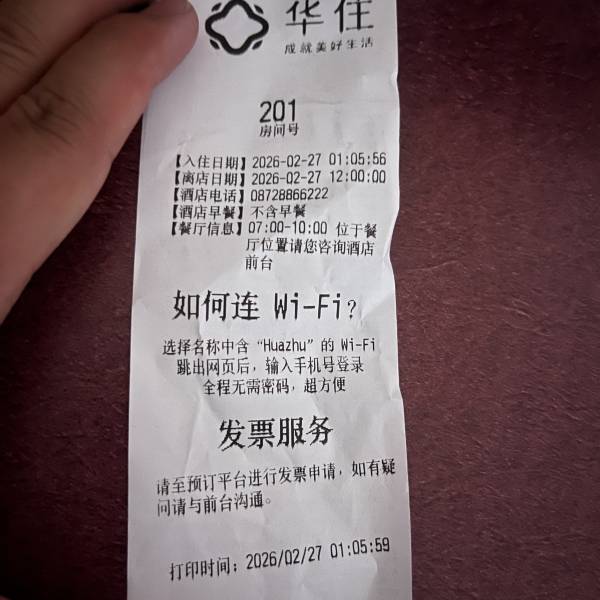 华住
成就美好生活
201
房间号
【入住日期】2026-02-27 01:05:56
【离店日期】2026-02-27 12:00:00
【酒店电话】08728866222
【酒店早餐】不含早餐
【餐厅信息】07:00-10:00 位于餐
厅位置请您咨询酒店
前台
如何连 Wi-Fi?
选择名称中含“Huazhu”的 Wi-Fi
跳出网页后，输入手机号登录
全程无需密码，超方便
发票服务
请至预订平台进行发票申请，如有疑
问请与前台沟通。
打印时间：2026/02/27 01:05:59